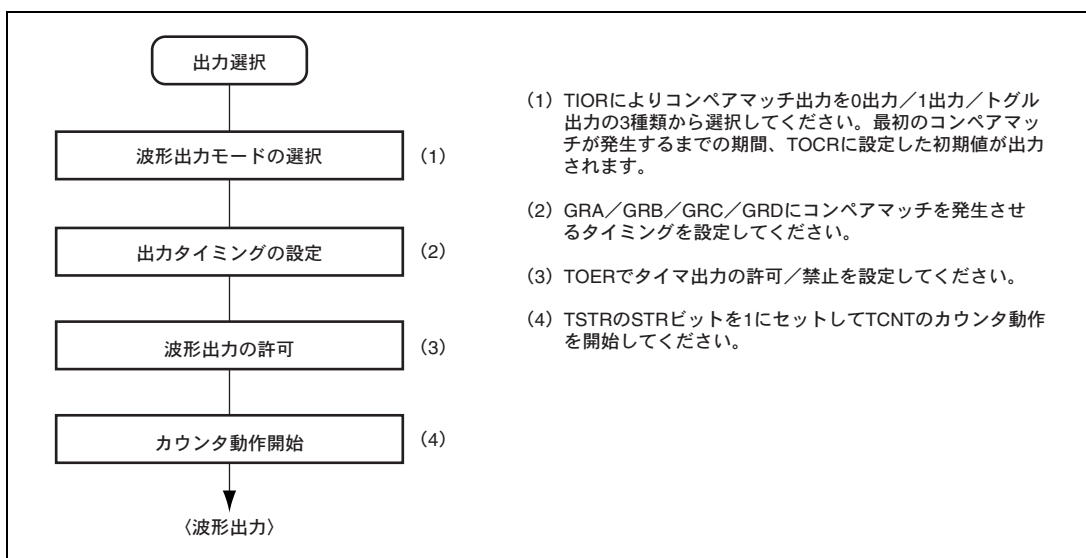 出力選択
波形出力モードの選択 (1)
出力タイミングの設定 (2)
波形出力の許可 (3)
カウンタ動作開始 (4)
〈波形出力〉
(1) TIORによりコンペアマッチ出力を0出力／1出力／トグル
出力の3種類から選択してください。最初のコンペアマッ
チが発生するまでの期間、TOCRに設定した初期値が出力
されます。
(2) GRA／GRB／GRC／GRDにコンペアマッチを発生させ
るタイミングを設定してください。
(3) TOERでタイマ出力の許可／禁止を設定してください。
(4) TSTRのSTRビットを1にセットしてTCNTのカウンタ動作
を開始してください。